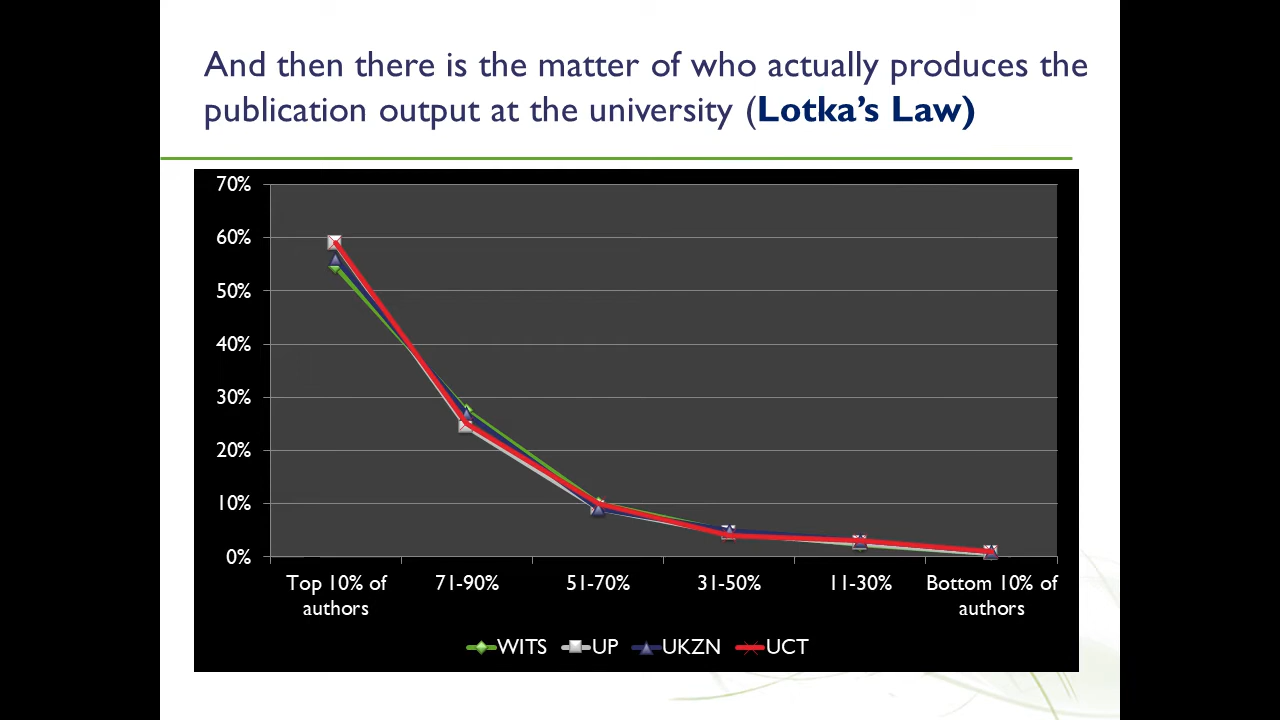 And then there is the matter of who actually produces the
publication output at the university (Lotka’s Law)
70%
60%
50%
40%
30%
20%
10%
0%
Top 10% of
authors
71-90%
51-70%
31-50%
11-30%
Bottom 10% of
authors
WITS
UP
UKZN
UCT